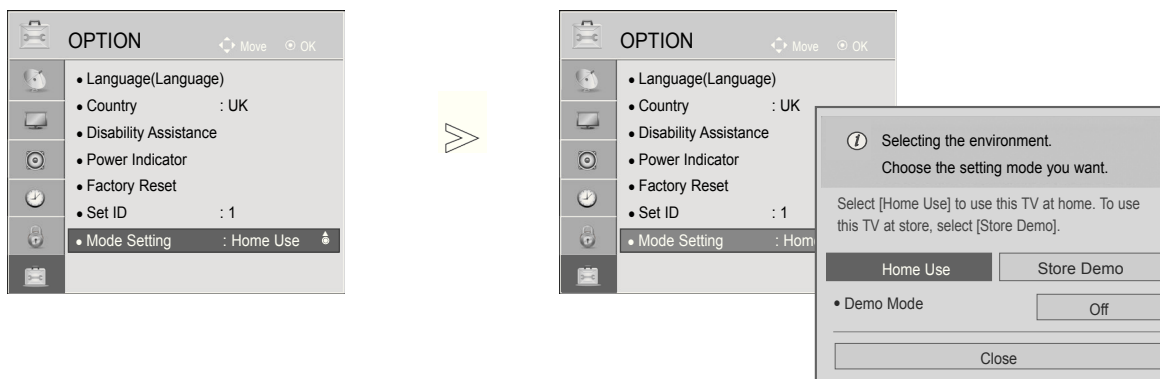 OPTION
Move OK
• Language(Language)
• Country : UK
• Disability Assistance
• Power Indicator
• Factory Reset
• Set ID : 1
• Mode Setting : Home Use
OPTION
Move OK
• Language(Language)
• Country : UK
• Disability Assistance
• Power Indicator
• Factory Reset
• Set ID : 1
• Mode Setting : Hom
i Selecting the environment.
Choose the setting mode you want.
Select [Home Use] to use this TV at home. To use
this TV at store, select [Store Demo].
Home Use Store Demo
• Demo Mode Off
Close